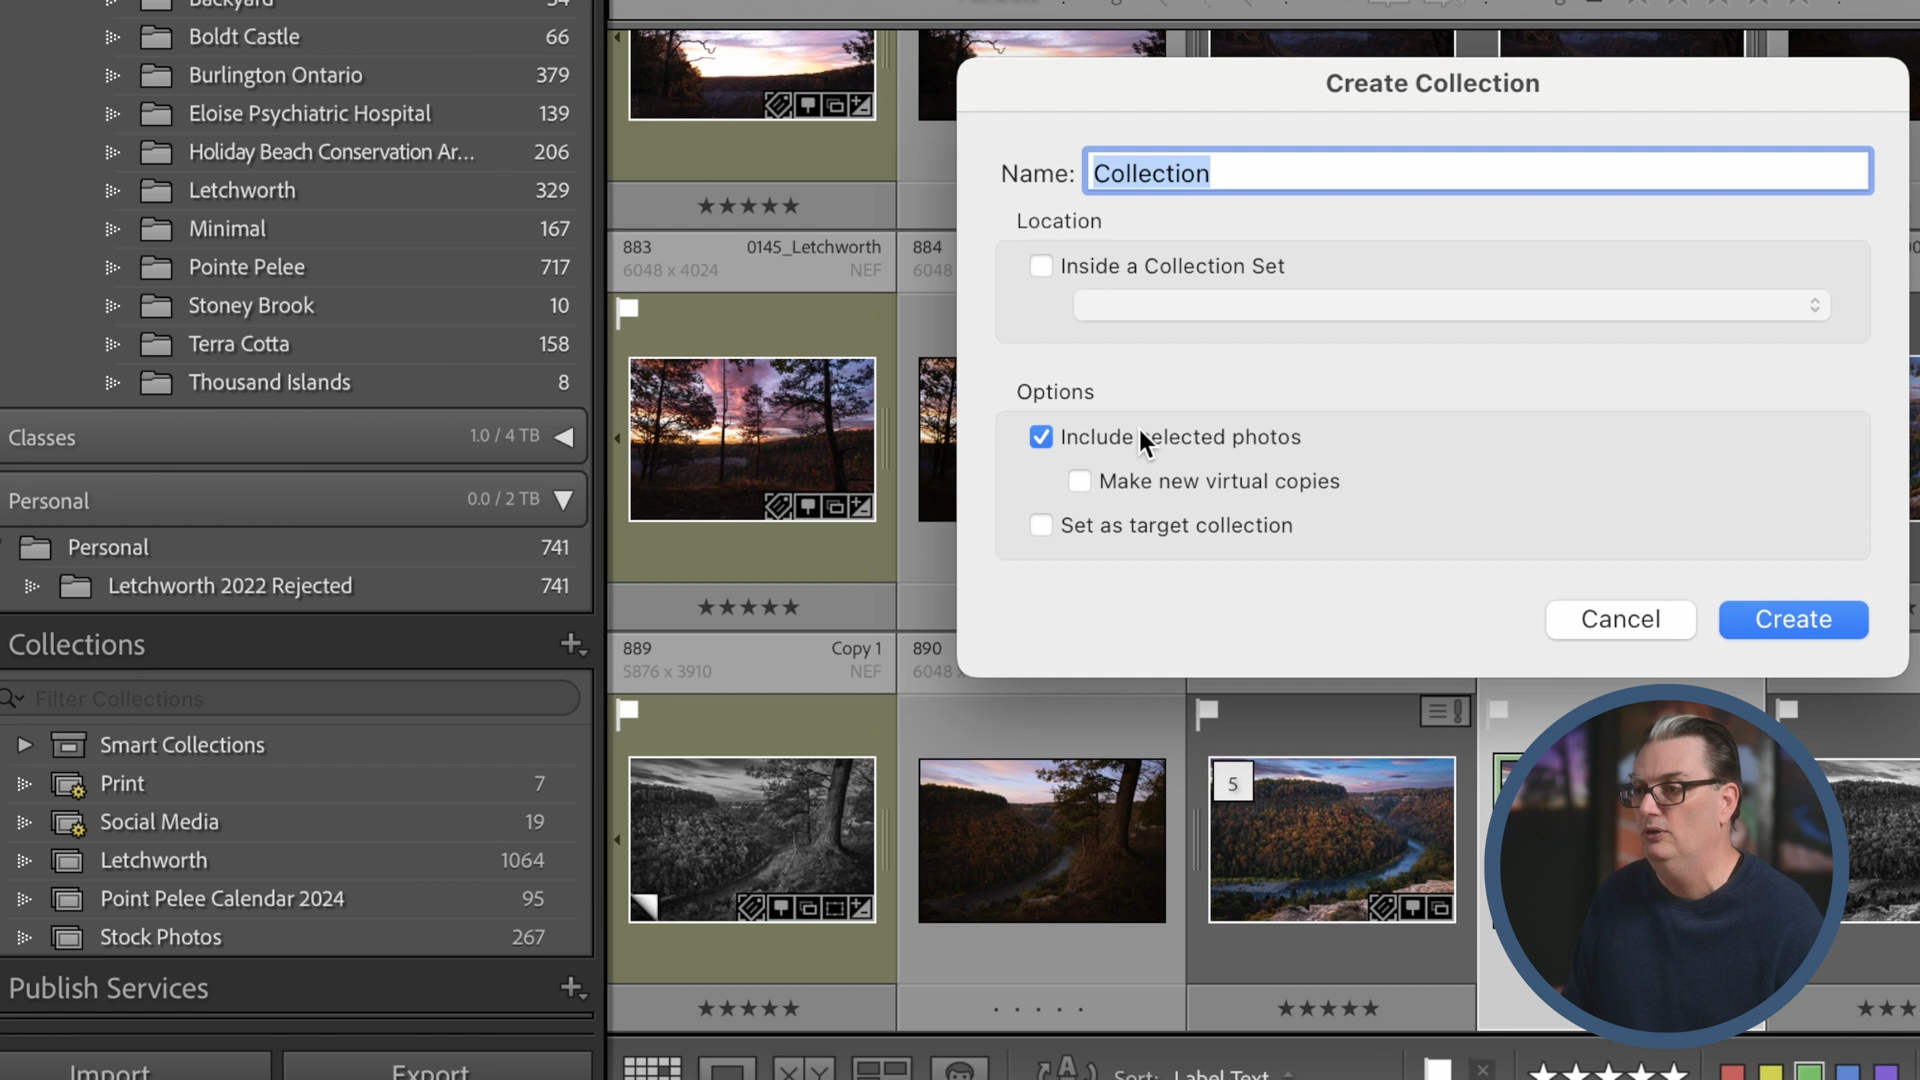 Backyard 54
Boldt Castle 66
Burlington Ontario 379
Eloise Psychiatric Hospital 139
Holiday Beach Conservation Ar... 206
Letchworth 329
Minimal 167
Pointe Pelee 717
Stoney Brook 10
Terra Cotta 158
Thousand Islands 8
Classes 1.0 / 4 TB
Personal 0.0 / 2 TB
Personal 741
Letchworth 2022 Rejected 741
Collections
Filter Collections
Smart Collections
Print 7
Social Media 19
Letchworth 1064
Point Pelee Calendar 2024 95
Stock Photos 267
Publish Services
Import Export
883 0145_Letchworth 884
6048 x 4024 NEF 6048
889 Copy 1 890
5876 x 3910 NEF 6048
5
Create Collection
Name: Collection
Location
Inside a Collection Set
Options
Include selected photos
Make new virtual copies
Set as target collection
Cancel Create
Sort: Label Text